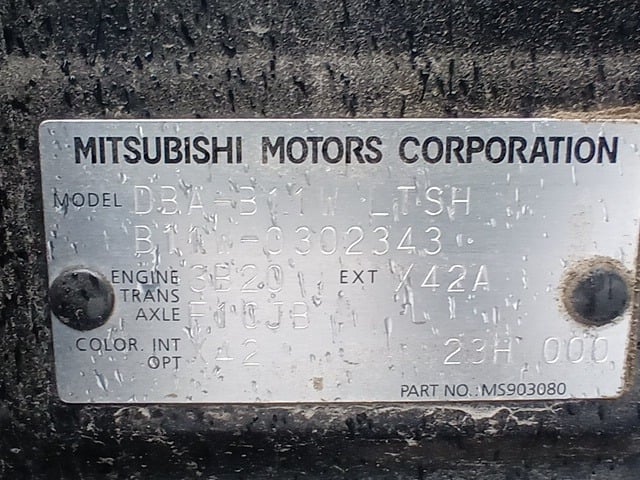 MITSUBISHI MOTORS CORPORATION
MODEL DBA-B11W LTSH
B11W-0302343
ENGINE 3B20 EXT X42A
TRANS
AXLE F1CJB
COLOR. INT X42 23H 000
OPT
PART NO.:MS903080